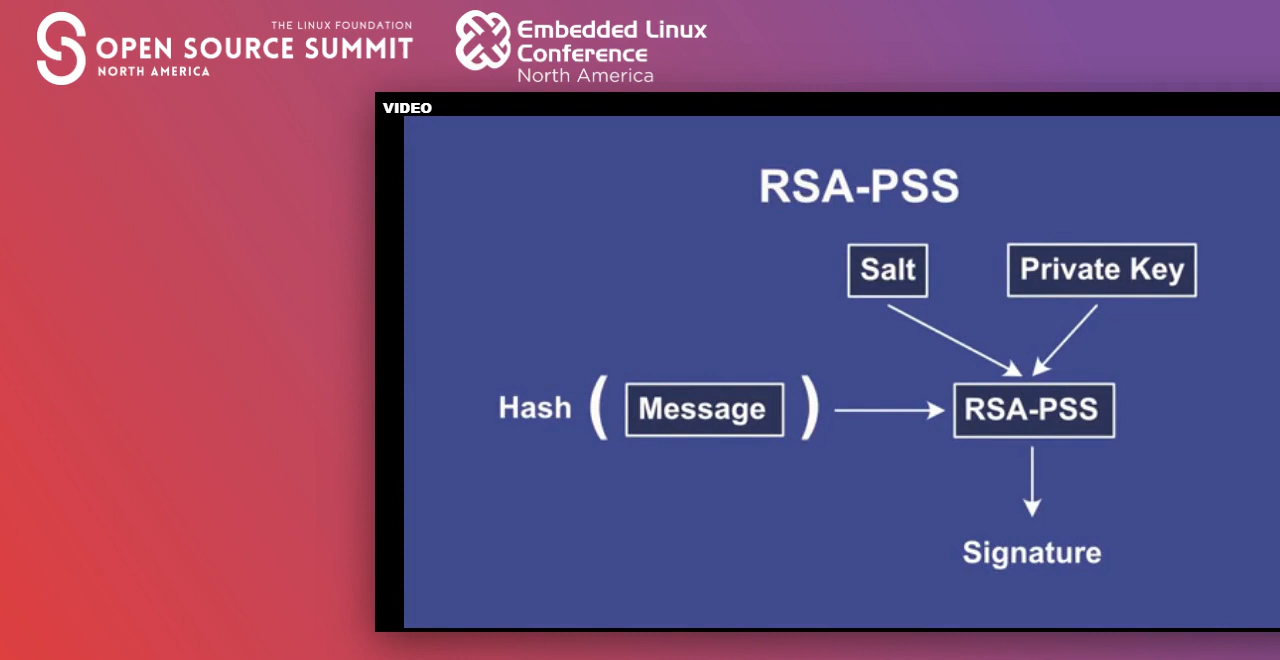 THE LINUX FOUNDATION
OPEN SOURCE SUMMIT
NORTH AMERICA
Embedded Linux
Conference
North America
VIDEO
RSA-PSS
Salt
Private Key
Hash ( Message )
RSA-PSS
Signature